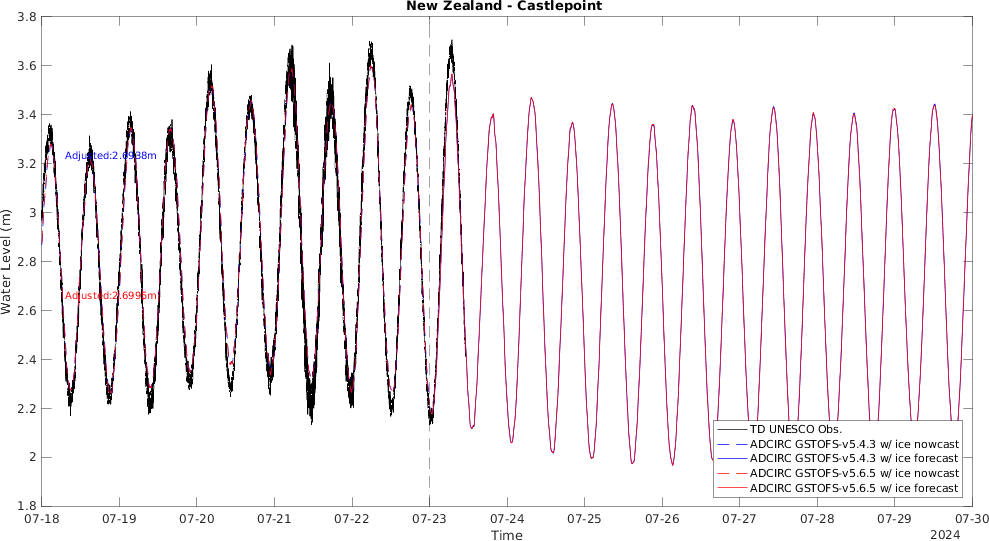 New Zealand - Castlepoint
3.8
3.6
3.4
3.2
3
2.8
2.6
2.4
2.2
2
1.8
Water Level (m)
Adjusted:2.6938m
Adjusted:2.6996m
TD UNESCO Obs.
ADCIRC GSTOFS-v5.4.3 w/ ice nowcast
ADCIRC GSTOFS-v5.4.3 w/ ice forecast
ADCIRC GSTOFS-v5.6.5 w/ ice nowcast
ADCIRC GSTOFS-v5.6.5 w/ ice forecast
07-18 07-19 07-20 07-21 07-22 07-23 07-24 07-25 07-26 07-27 07-28 07-29 07-30
Time
2024